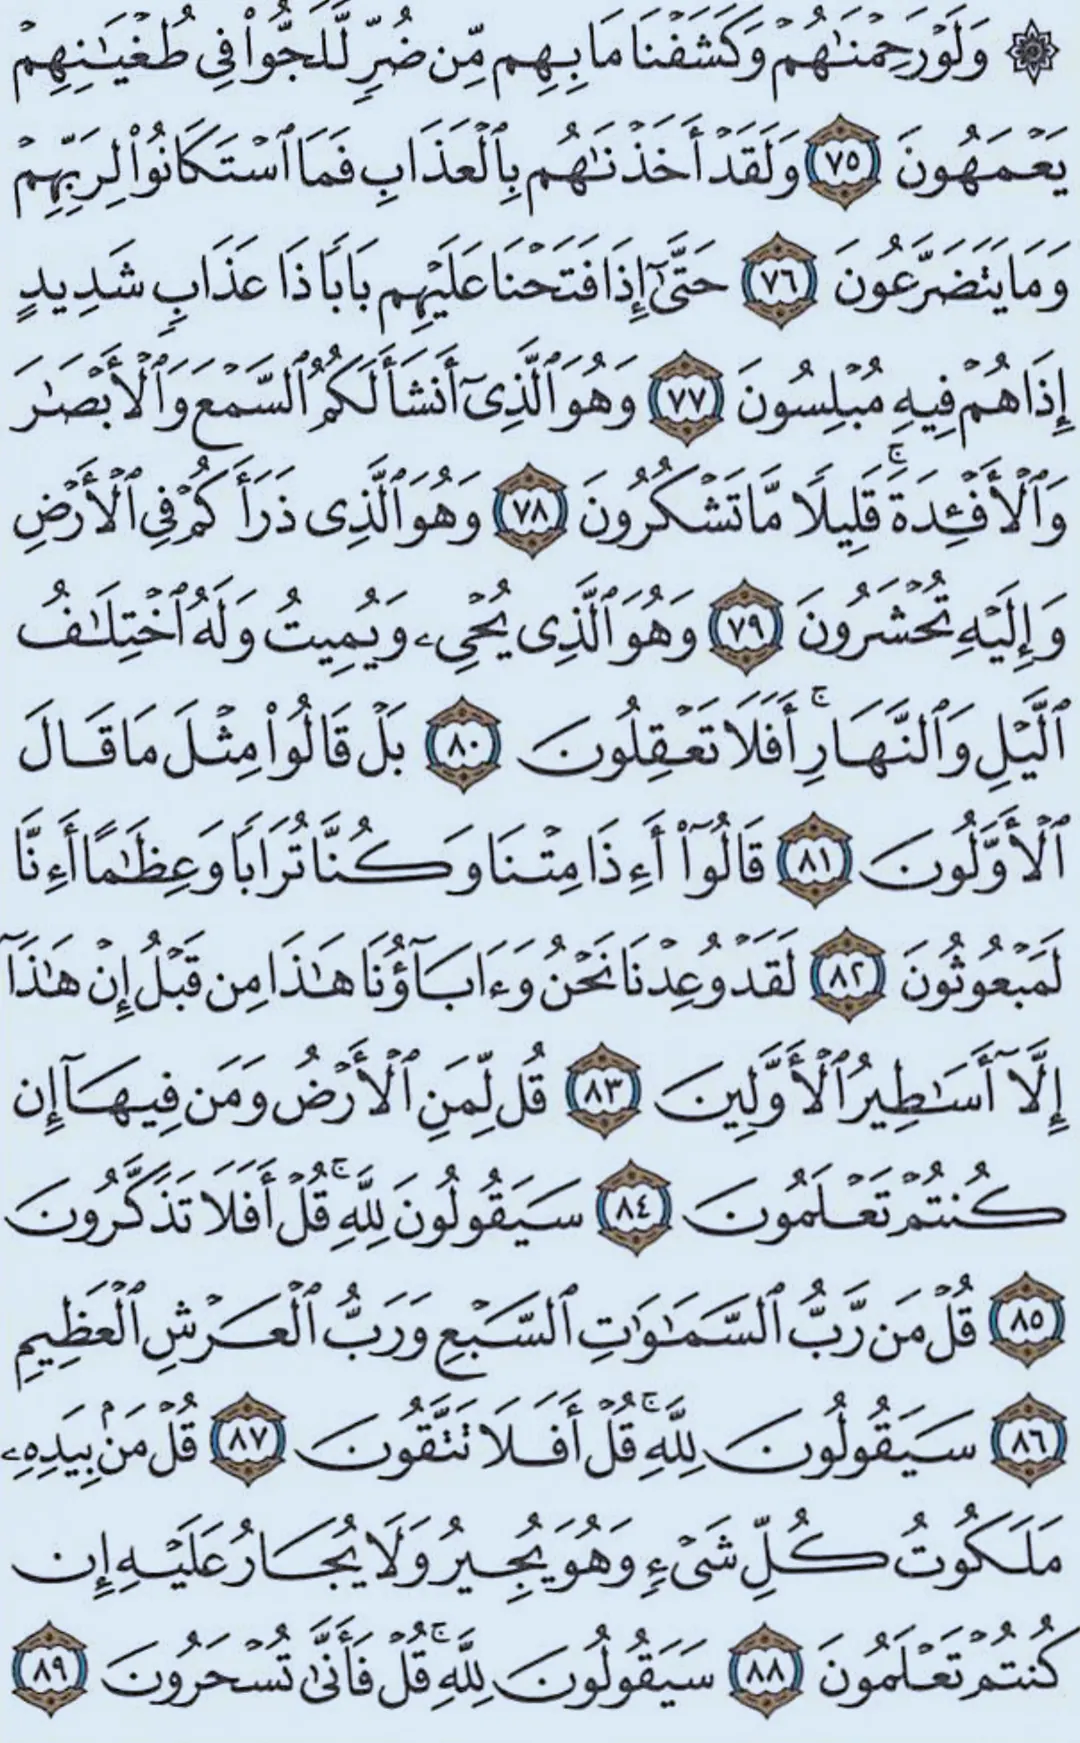 ۞ وَلَوْ رَحِمْنَٰهُمْ وَكَشَفْنَا مَا بِهِم مِّن ضُرٍّ لَّلَجُّوا۟ فِى طُغْيَٰنِهِمْ
يَعْمَهُونَ ٧٥ وَلَقَدْ أَخَذْنَٰهُم بِٱلْعَذَابِ فَمَا ٱسْتَكَانُوا۟ لِرَبِّهِمْ
وَمَا يَتَضَرَّعُونَ ٧٦ حَتَّىٰٓ إِذَا فَتَحْنَا عَلَيْهِم بَابًا ذَا عَذَابٍ شَدِيدٍ
إِذَا هُمْ فِيهِ مُبْلِسُونَ ٧٧ وَهُوَ ٱلَّذِىٓ أَنشَأَ لَكُمُ ٱلسَّمْعَ وَٱلْأَبْصَٰرَ
وَٱلْأَفْـِٔدَةَ ۚ قَلِيلًا مَّا تَشْكُرُونَ ٧٨ وَهُوَ ٱلَّذِى ذَرَأَكُمْ فِى ٱلْأَرْضِ
وَإِلَيْهِ تُحْشَرُونَ ٧٩ وَهُوَ ٱلَّذِى يُحْىِۦ وَيُمِيتُ وَلَهُ ٱخْتِلَٰفُ
ٱلَّيْلِ وَٱلنَّهَارِ ۚ أَفَلَا تَعْقِلُونَ ٨٠ بَلْ قَالُوا۟ مِثْلَ مَا قَالَ
ٱلْأَوَّلُونَ ٨١ قَالُوٓا۟ أَءِذَا مِتْنَا وَكُنَّا تُرَابًا وَعِظَٰمًا أَءِنَّا
لَمَبْعُوثُونَ ٨٢ لَقَدْ وُعِدْنَا نَحْنُ وَءَابَآؤُنَا هَٰذَا مِن قَبْلُ إِنْ هَٰذَآ
إِلَّآ أَسَٰطِيرُ ٱلْأَوَّلِينَ ٨٣ قُل لِّمَنِ ٱلْأَرْضُ وَمَن فِيهَآ إِن
كُنتُمْ تَعْلَمُونَ ٨٤ سَيَقُولُونَ لِلَّهِ ۚ قُلْ أَفَلَا تَذَكَّرُونَ
٨٥ قُلْ مَن رَّبُّ ٱلسَّمَٰوَٰتِ ٱلسَّبْعِ وَرَبُّ ٱلْعَرْشِ ٱلْعَظِيمِ
٨٦ سَيَقُولُونَ لِلَّهِ ۚ قُلْ أَفَلَا تَتَّقُونَ ٨٧ قُلْ مَنۢ بِيَدِهِۦ
مَلَكُوتُ كُلِّ شَىْءٍ وَهُوَ يُجِيرُ وَلَا يُجَارُ عَلَيْهِ إِن
كُنتُمْ تَعْلَمُونَ ٨٨ سَيَقُولُونَ لِلَّهِ ۚ قُلْ فَأَنَّىٰ تُسْحَرُونَ ٨٩